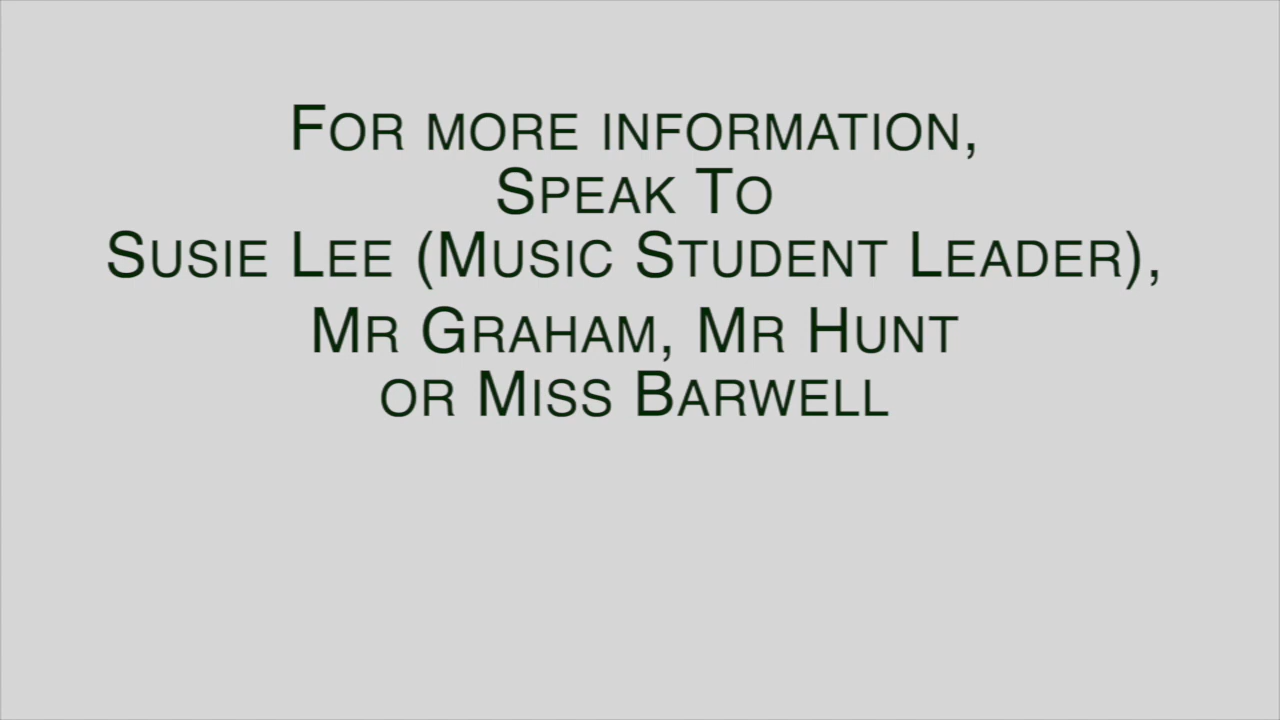 For more information,
Speak To
Susie Lee (Music Student Leader),
Mr Graham, Mr Hunt
or Miss Barwell